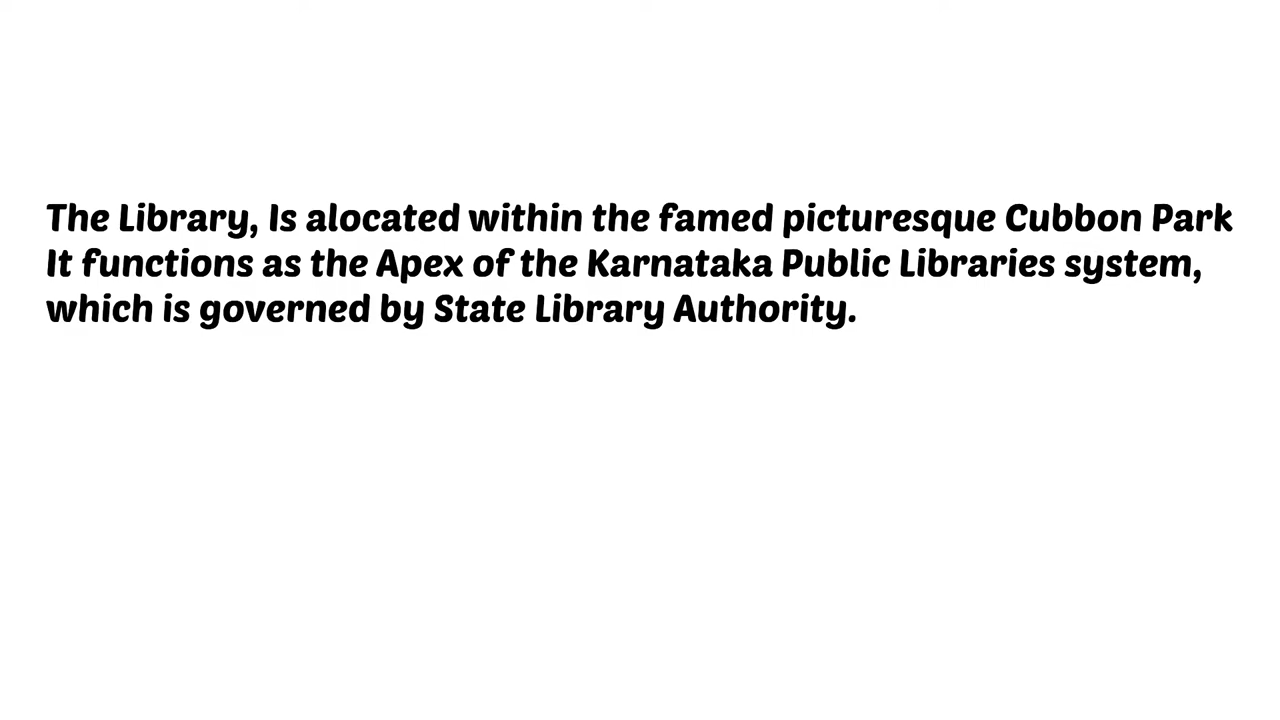 The Library, Is alocated within the famed picturesque Cubbon Park
It functions as the Apex of the Karnataka Public Libraries system,
which is governed by State Library Authority.